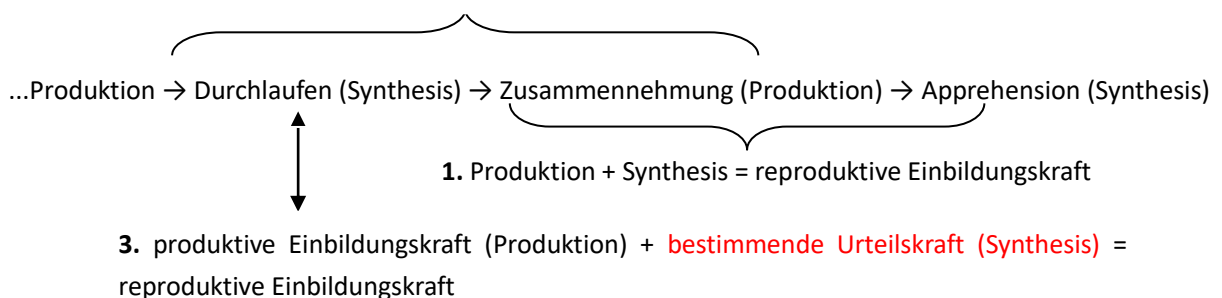 ...Produktion → Durchlaufen (Synthesis) → Zusammennehmung (Produktion) → Apprehension (Synthesis)
1. Produktion + Synthesis = reproduktive Einbildungskraft
3. produktive Einbildungskraft (Produktion) + bestimmende Urteilskraft (Synthesis) =
reproduktive Einbildungskraft